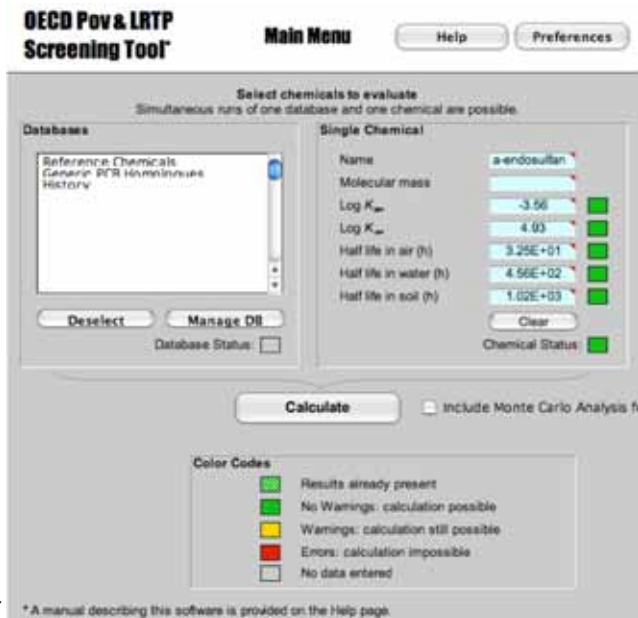 OECD Pov & LRTP
Screening Tool*
Main Menu
Help
Preferences
Select chemicals to evaluate
Simultaneous runs of one database and one chemical are possible.
Databases
Reference Chemicals
Generic PCB Homologues
History
Deselect
Manage DB
Database Status:
Single Chemical
Name
a-endosulfan
Molecular mass
Log K
-3.56
Log K
4.93
Half life in air (h)
3.25E+01
Half life in water (h)
4.56E+02
Half life in soil (h)
1.02E+03
Clear
Chemical Status
Calculate
Include Monte Carlo Analysis f
Color Codes
Results already present
No Warnings: calculation possible
Warnings: calculation still possible
Errors: calculation impossible
No data entered
* A manual describing this software is provided on the Help page.